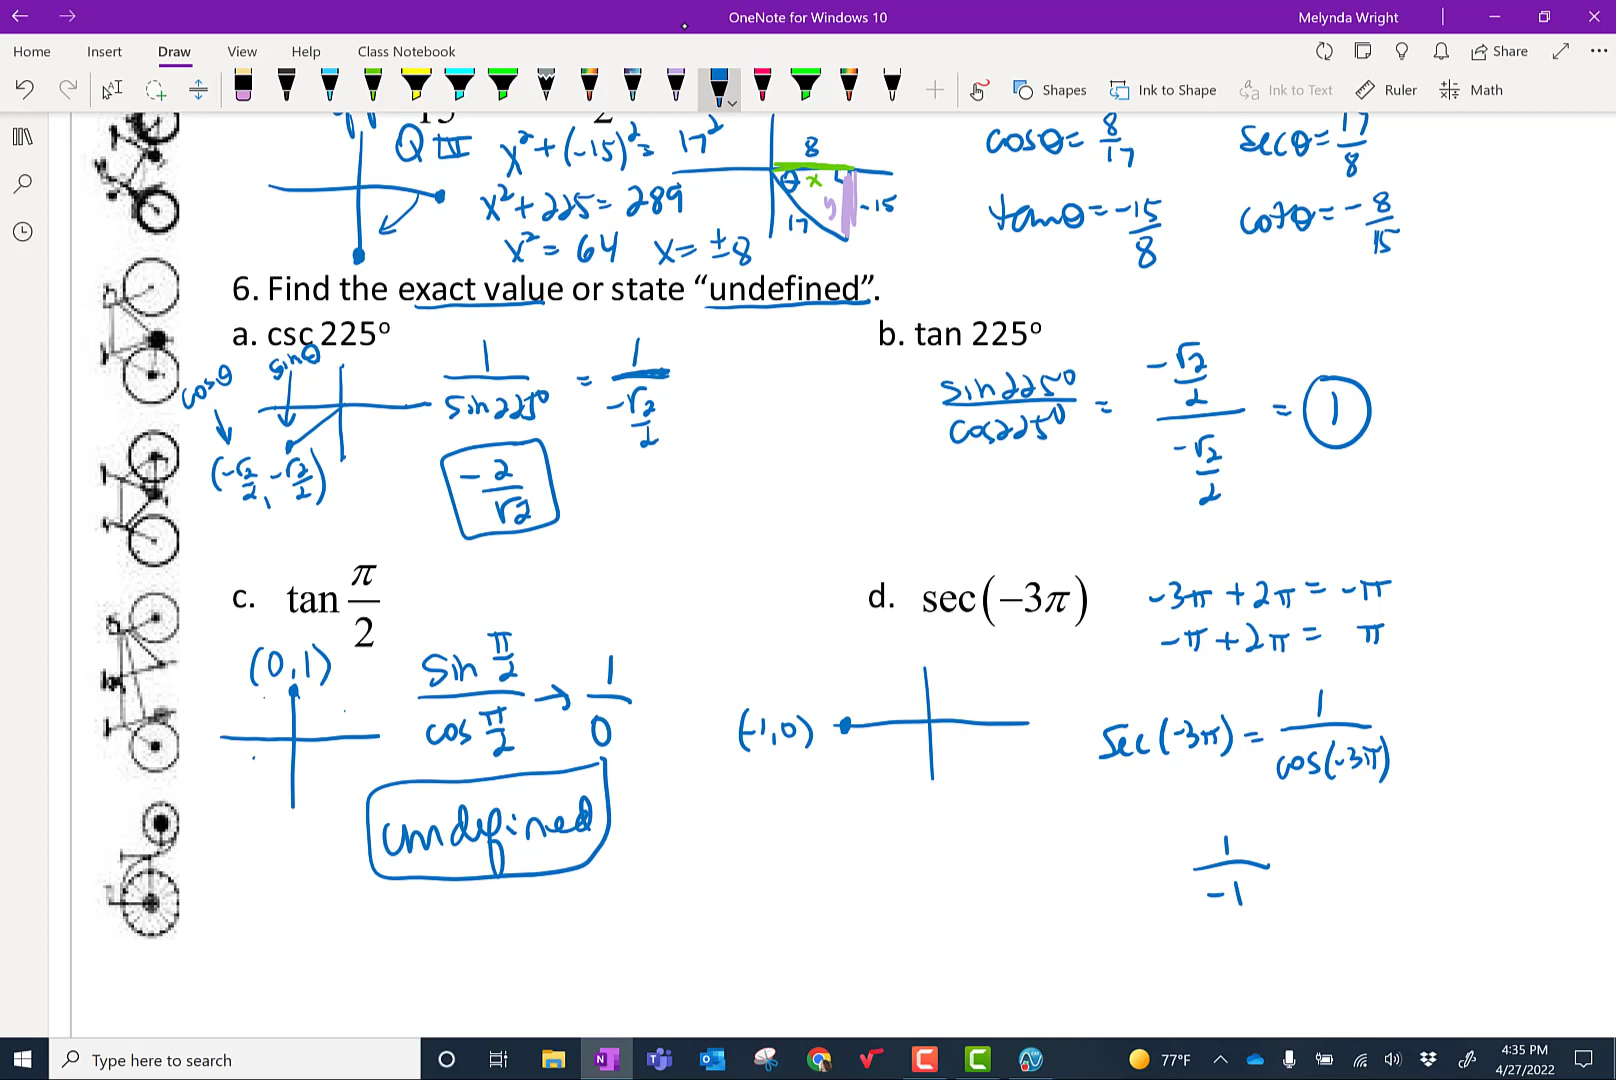 OneNote for Windows 10
Melynda Wright
Home Insert Draw View Help Class Notebook
Share
Shapes Ink to Shape Ink to Text Ruler Math
Q III x² + (-15)² = 17²
x² + 225 = 289
x² = 64 x = ±8
8
θ x y -15
17
cosθ = 8/17 secθ = 17/8
tanθ = -15/8 cotθ = -8/15
6. Find the exact value or state “undefined”.
a. csc 225°
cosθ sinθ
(-√2/2, -√2/2)
1/sin 225° = 1/(-√2/2)
-2/√2
b. tan 225°
sin 225°/cos 225° = (-√2/2)/(-√2/2) = 1
c. tan π/2
(0,1)
sin π/2 / cos π/2 → 1/0
undefined
d. sec(−3π)
-3π + 2π = -π
-π + 2π = π
(-1,0)
sec(-3π) = 1/cos(-3π)
1/-1
Type here to search
77°F
4:35 PM
4/27/2022